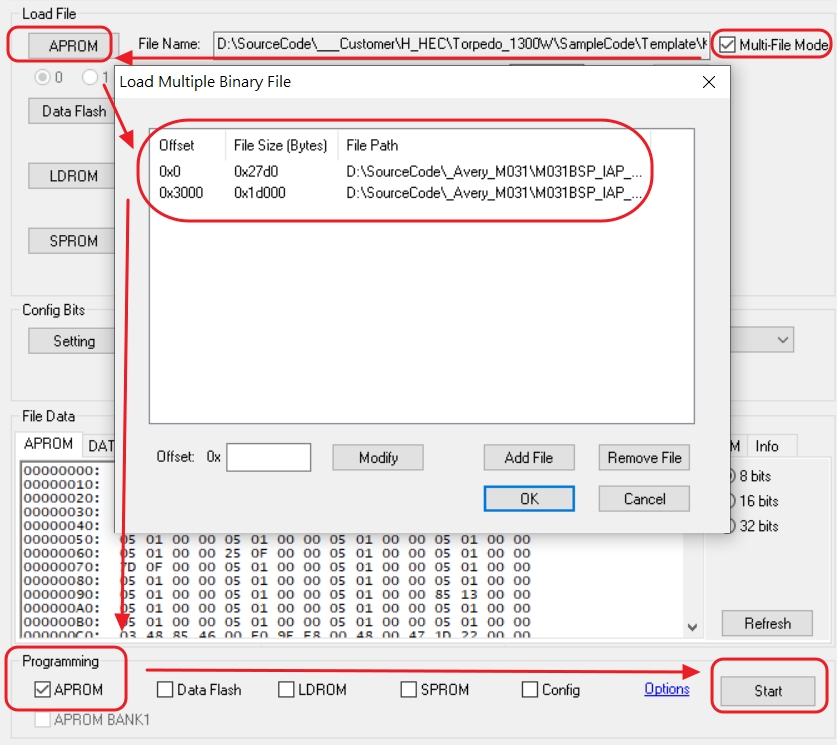 Load File
APROM
File Name:
D:\SourceCode\___Customer\H_HEC\Torpedo_1300W\SampleCode\Template\K
Multi-File Mode
0
1
Load Multiple Binary File
Data Flash
Offset File Size (Bytes) File Path
0x0 0x27d0 D:\SourceCode\_Avery_M031\M031BSP_IAP_...
0x3000 0x1d000 D:\SourceCode\_Avery_M031\M031BSP_IAP_...
LDROM
SPROM
Config Bits
Setting
File Data
APROM DAT
M Info
Offset: 0x
Modify
Add File
Remove File
OK
Cancel
8 bits
16 bits
32 bits
00000000:
00000010:
00000020:
00000030:
00000040:
00000050: 05 01 00 00 05 01 00 00 05 01 00 00 05 01 00 00
00000060: 05 01 00 00 25 0F 00 00 05 01 00 00 05 01 00 00
00000070: 7D 0F 00 00 05 01 00 00 05 01 00 00 05 01 00 00
00000080: 05 01 00 00 05 01 00 00 05 01 00 00 05 01 00 00
00000090: 05 01 00 00 05 01 00 00 05 01 00 00 85 13 00 00
000000A0: 05 01 00 00 05 01 00 00 05 01 00 00 05 01 00 00
000000B0: 05 01 00 00 05 01 00 00 05 01 00 00 05 01 00 00
000000C0: 03 48 85 46 00 F0 9F F8 00 48 00 47 1D 22 00 00
Refresh
Programming
APROM
Data Flash
LDROM
SPROM
Config
Options
Start
APROM BANK1